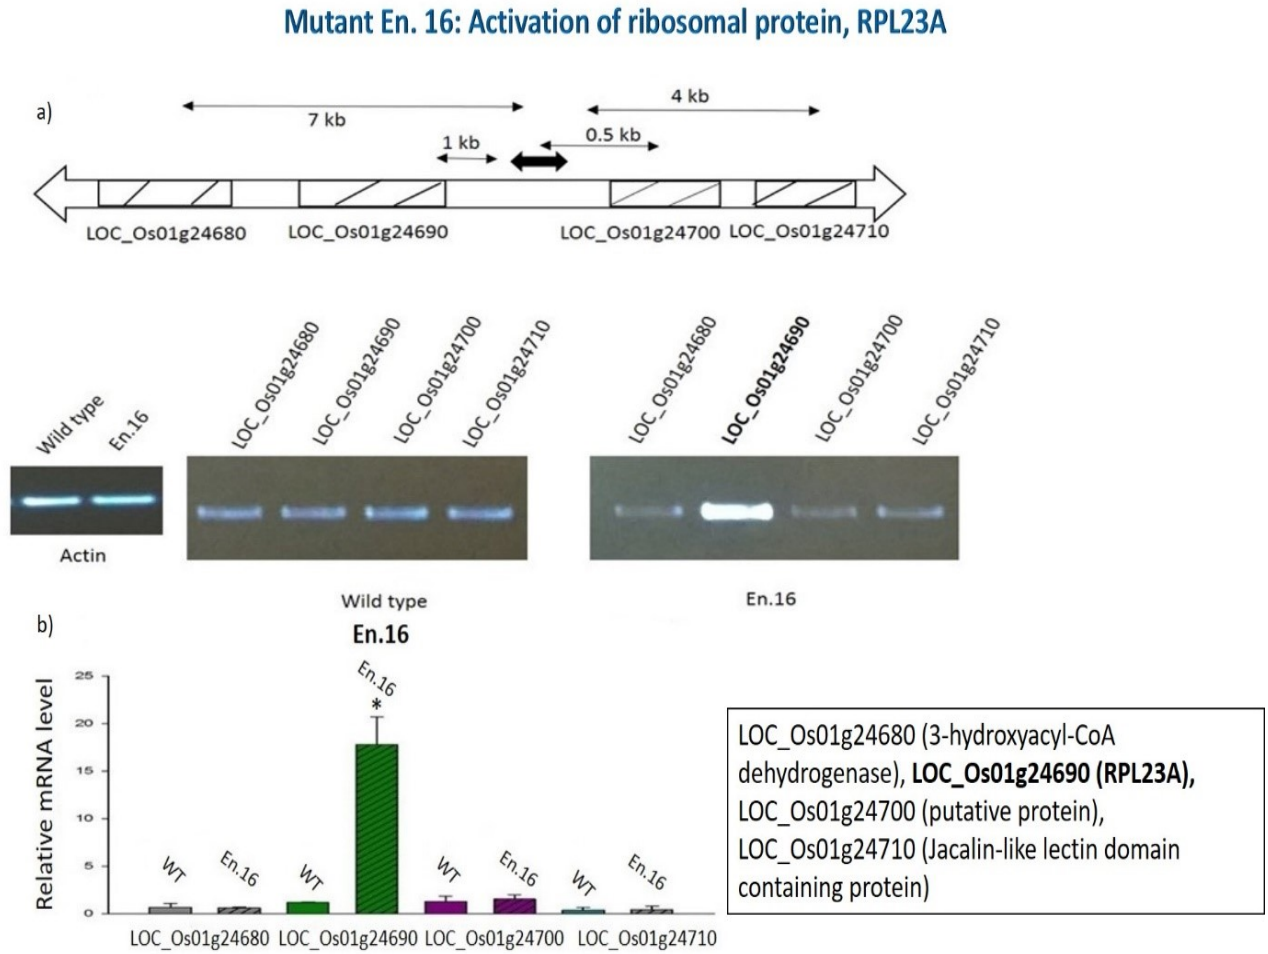 Mutant En. 16: Activation of ribosomal protein, RPL23A
a)
7 kb
4 kb
1 kb
0.5 kb
LOC_Os01g24680
LOC_Os01g24690
LOC_Os01g24700
LOC_Os01g24710
Wild type
En.16
LOC_Os01g24680
LOC_Os01g24690
LOC_Os01g24700
LOC_Os01g24710
LOC_Os01g24680
LOC_Os01g24690
LOC_Os01g24700
LOC_Os01g24710
Actin
Wild type
En.16
b)
En.16
Relative mRNA level
25
20
15
10
5
0
WT
En.16
WT
En.16
*
WT
En.16
WT
En.16
LOC_Os01g24680
LOC_Os01g24690
LOC_Os01g24700
LOC_Os01g24710
LOC_Os01g24680 (3-hydroxyacyl-CoA
dehydrogenase), LOC_Os01g24690 (RPL23A),
LOC_Os01g24700 (putative protein),
LOC_Os01g24710 (Jacalin-like lectin domain
containing protein)